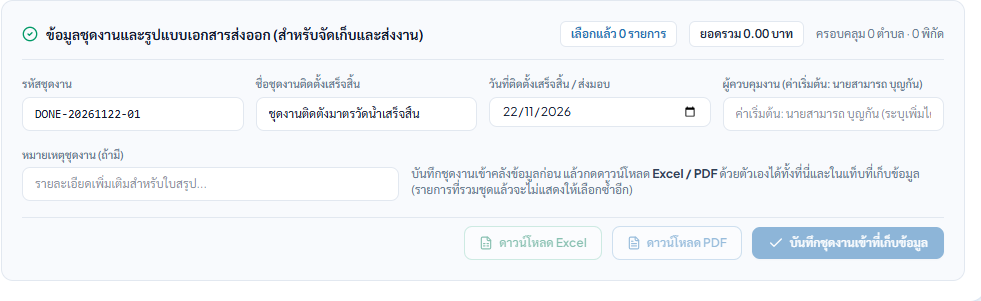 ข้อมูลชุดงานและรูปแบบเอกสารส่งออก (สำหรับจัดเก็บและส่งงาน)
เลือกแล้ว 0 รายการ
ยอดรวม 0.00 บาท
ครอบคลุม 0 ตำบล · 0 พิกัด
รหัสชุดงาน
ชื่อชุดงานติดตั้งเสร็จสิ้น
วันที่ติดตั้งเสร็จสิ้น / ส่งมอบ
ผู้ควบคุมงาน (ค่าเริ่มต้น: นายสามารถ บุญกัน)
DONE-20261122-01
ชุดงานติดตั้งมาตรวัดน้ำเสร็จสิ้น
22/11/2026
ค่าเริ่มต้น: นายสามารถ บุญกัน (ระบุเพิ่มไ
หมายเหตุชุดงาน (ถ้ามี)
รายละเอียดเพิ่มเติมสำหรับใบสรุป...
บันทึกชุดงานเข้าคลังข้อมูลก่อน แล้วกดดาวน์โหลด Excel / PDF ด้วยตัวเองได้ทั้งที่นี่และในแท็บที่เก็บข้อมูล
(รายการที่รวมชุดแล้วจะไม่แสดงให้เลือกซ้ำอีก)
ดาวน์โหลด Excel
ดาวน์โหลด PDF
บันทึกชุดงานเข้าที่เก็บข้อมูล